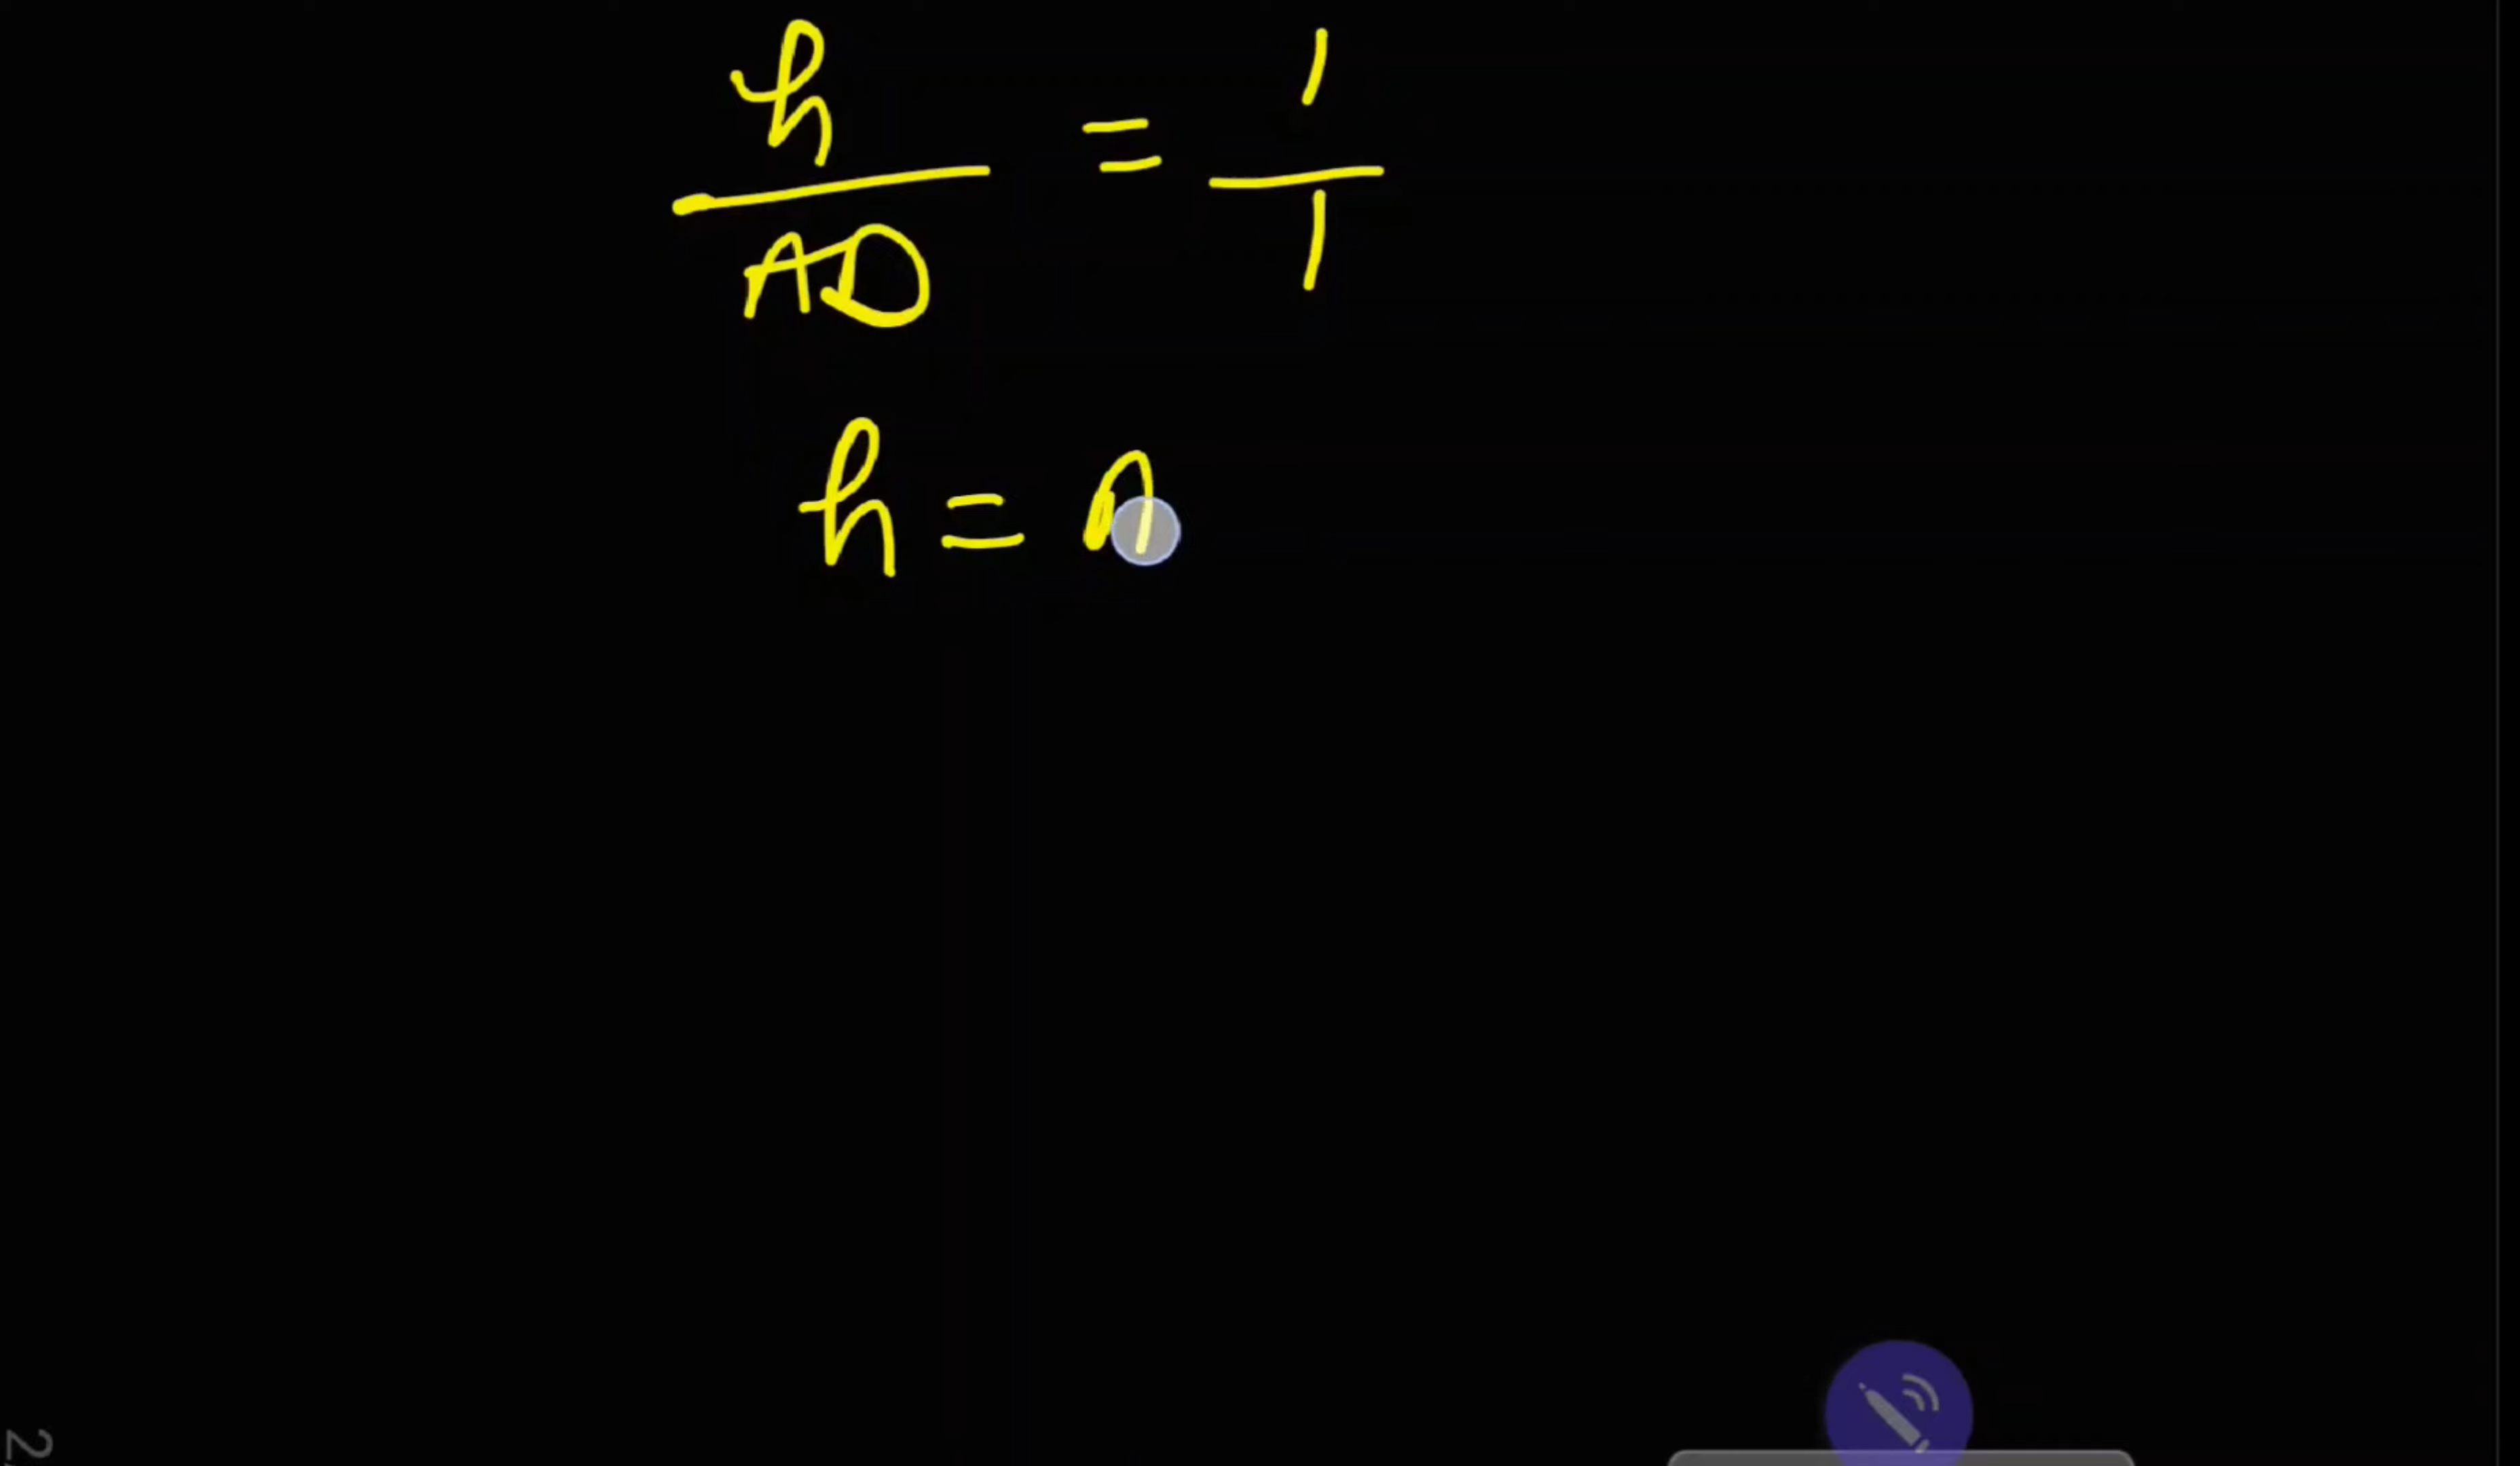 h/AD = 1/1
h = A